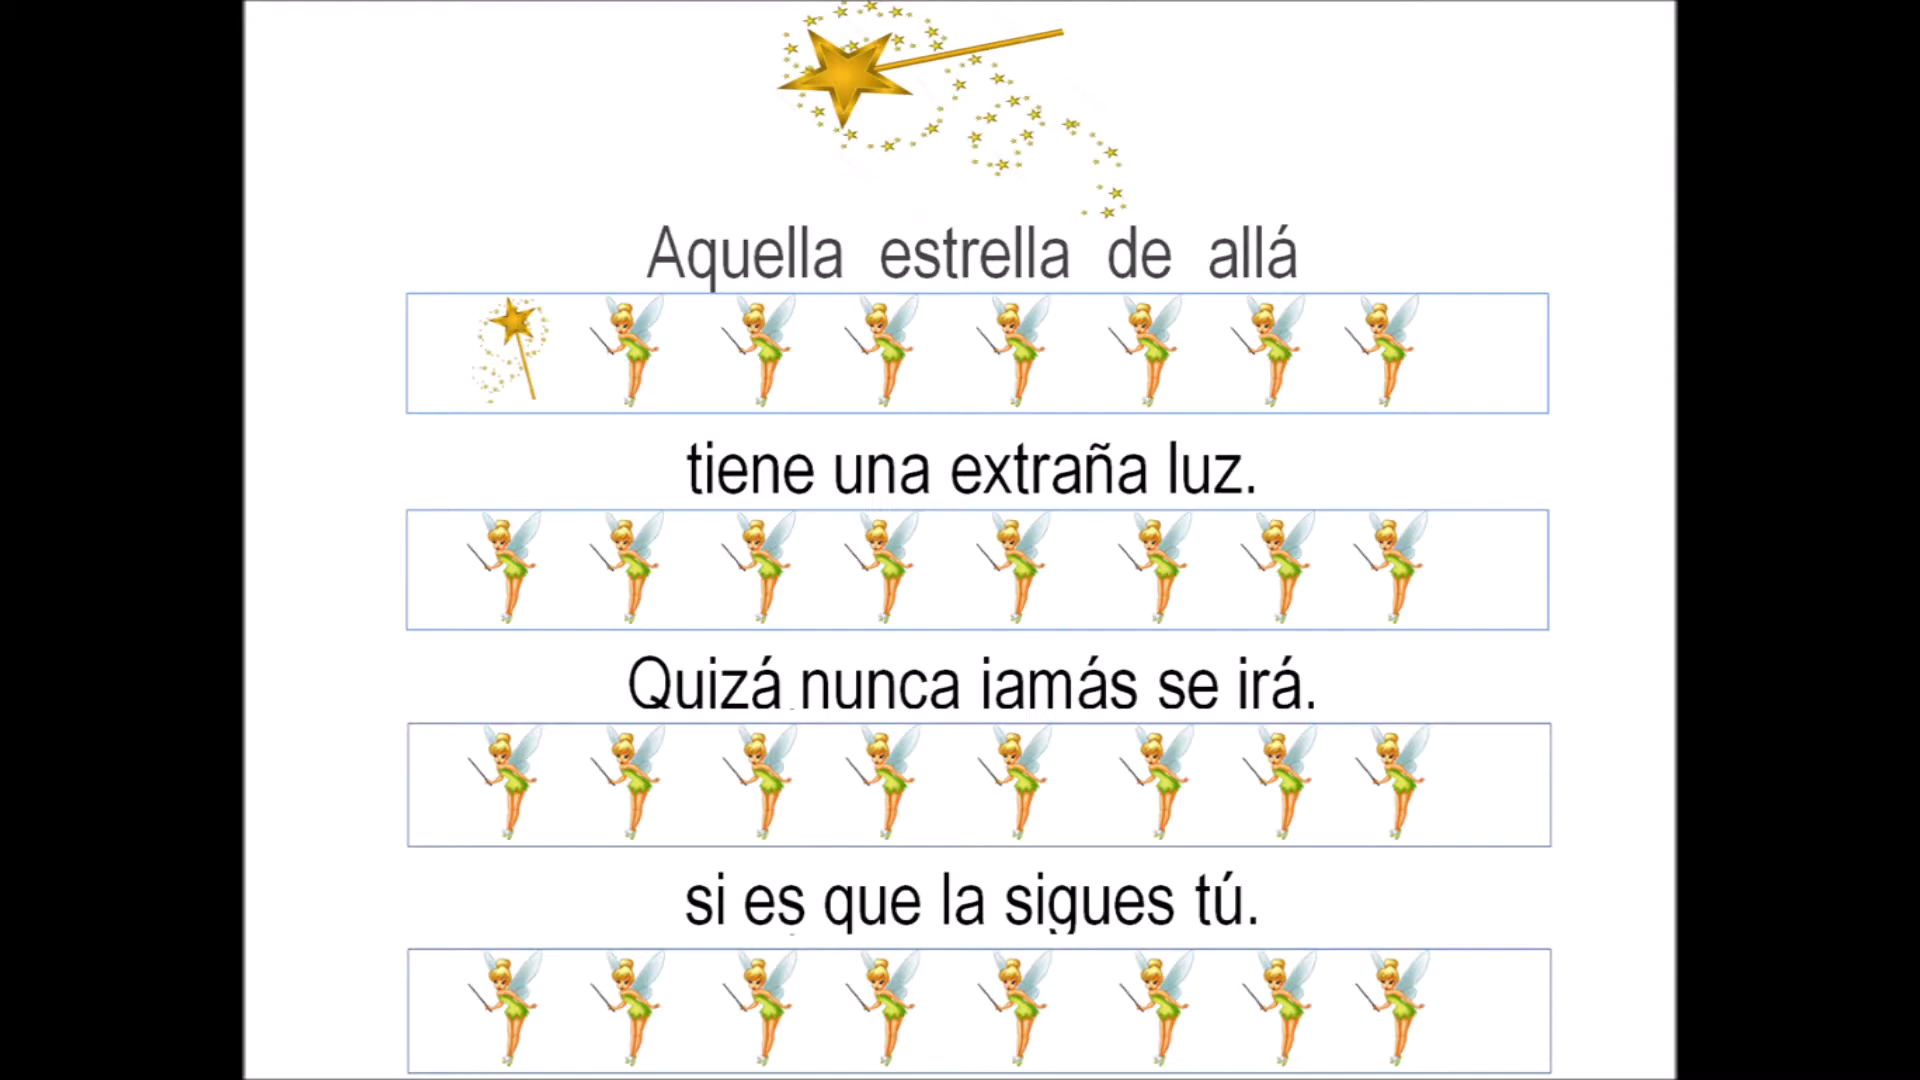 Aquella estrella de allá
tiene una extraña luz.
Quizá nunca jamás se irá.
si es que la sigues tú.